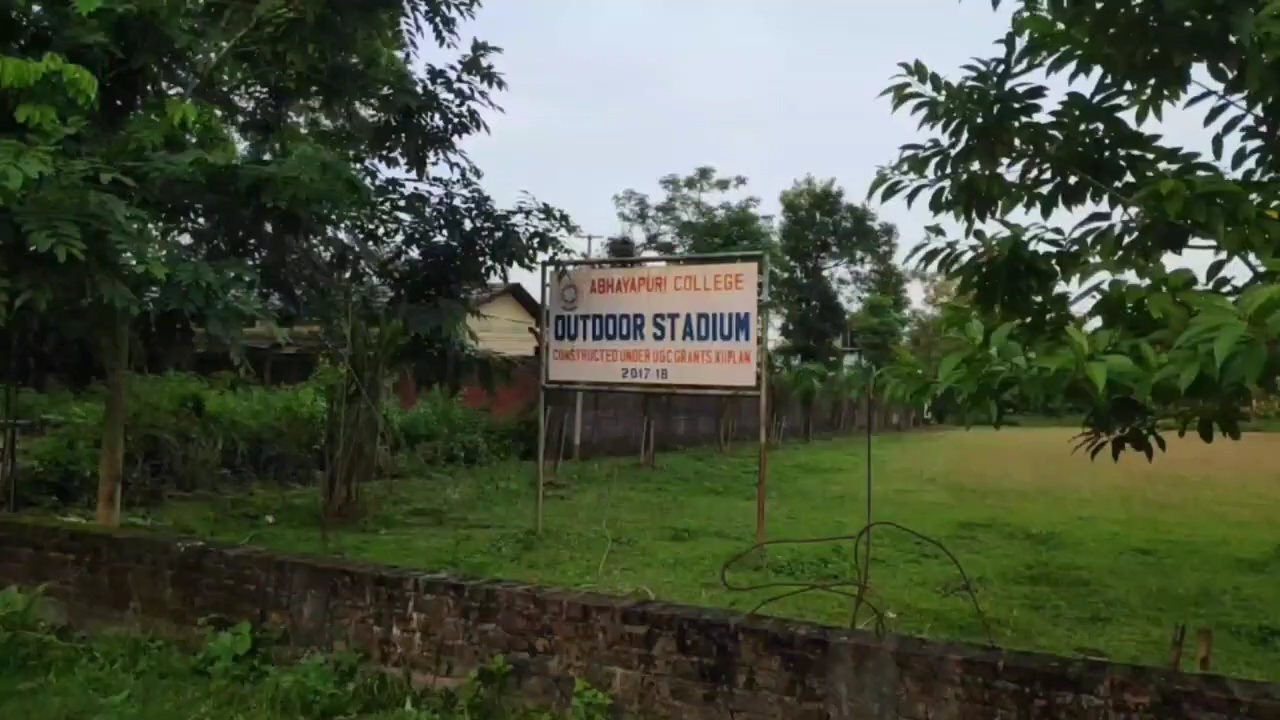 ABHAYAPURI COLLEGE
OUTDOOR STADIUM
CONSTRUCTED UNDER UGC GRANTS, XII PLAN
2017-18